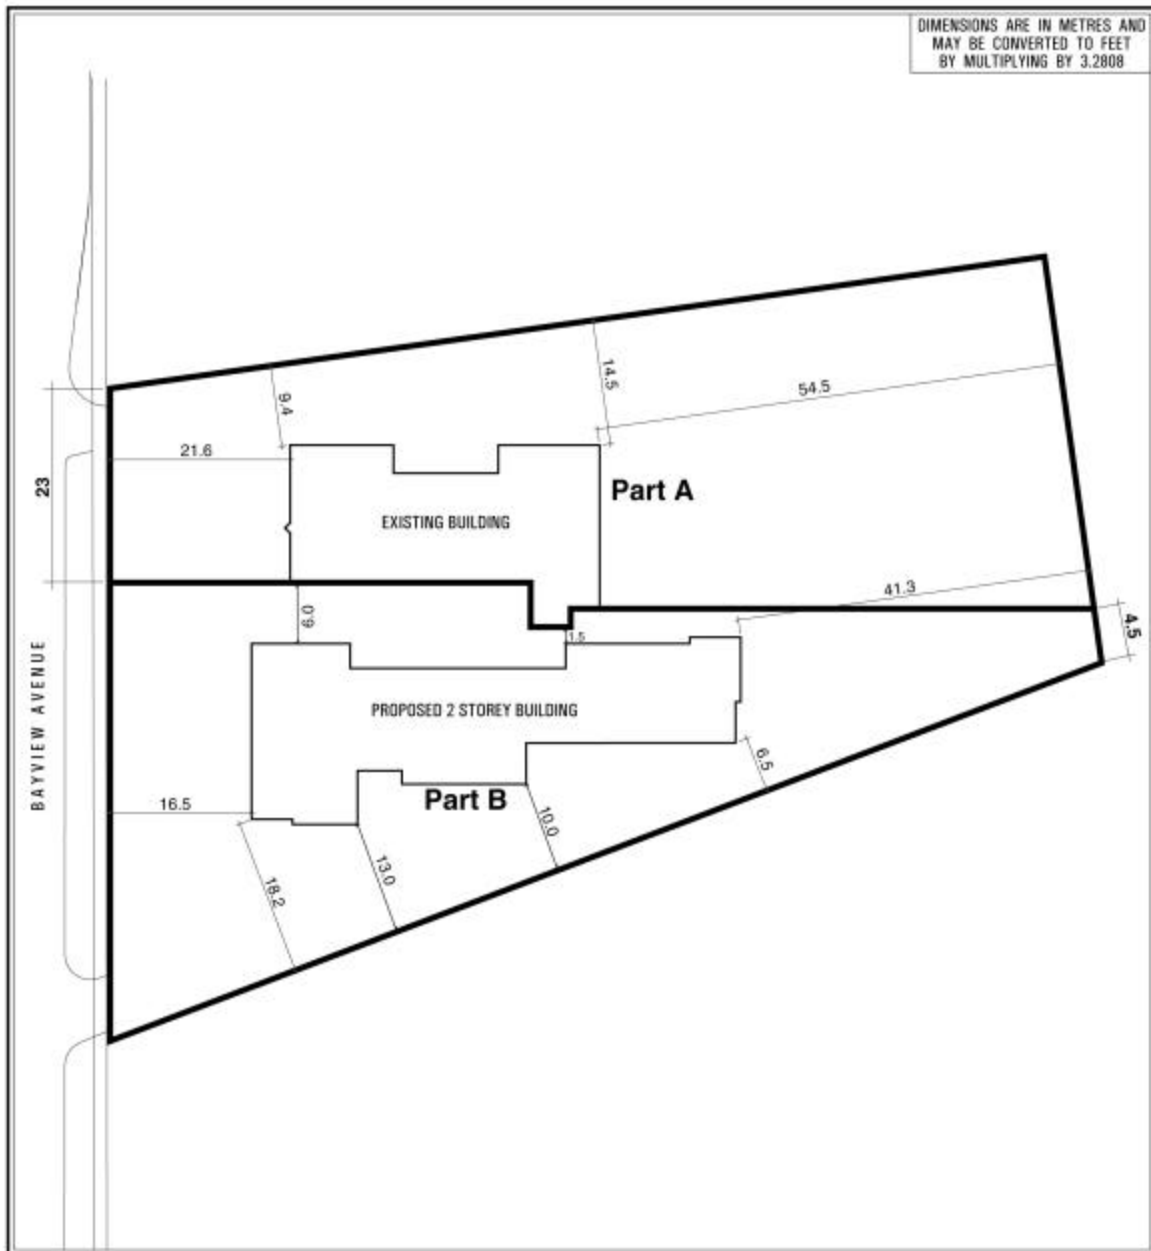 DIMENSIONS ARE IN METRES AND
MAY BE CONVERTED TO FEET
BY MULTIPLYING BY 3.2808
14.5
54.5
9.4
21.6
23
Part A
EXISTING BUILDING
41.3
6.0
4.5
1.5
BAYVIEW AVENUE
PROPOSED 2 STOREY BUILDING
6.5
Part B
16.5
10.0
13.0
18.2